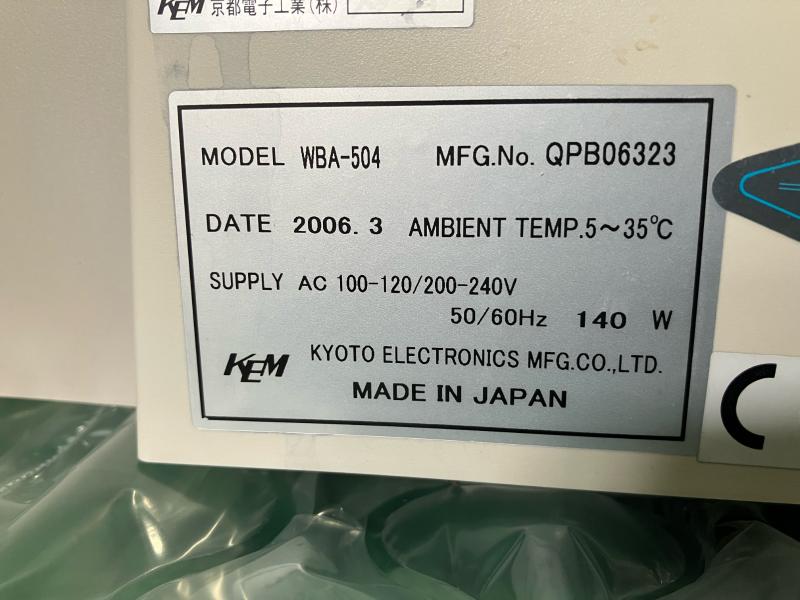 KEM 京都電子工業(株)
MODEL WBA-504 MFG.No. QPB06323
DATE 2006. 3 AMBIENT TEMP.5～35℃
SUPPLY AC 100-120/200-240V
50/60Hz 140 W
KEM KYOTO ELECTRONICS MFG.CO.,LTD.
MADE IN JAPAN
C